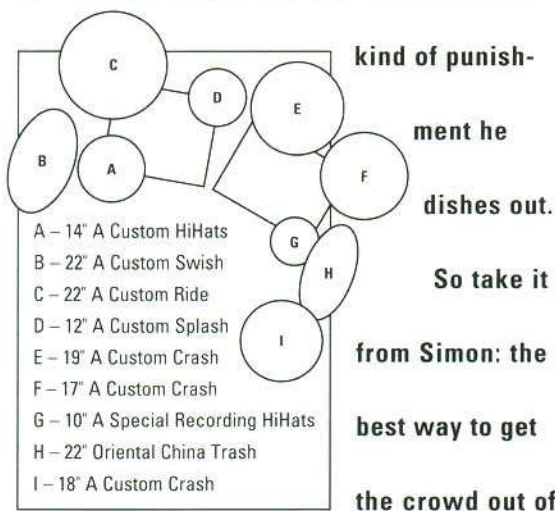 kind of punish-
ment he
dishes out.
So take it
from Simon: the
best way to get
the crowd out of
C
D
E
B
A
F
G
H
I
A – 14" A Custom HiHats
B – 22" A Custom Swish
C – 22" A Custom Ride
D – 12" A Custom Splash
E – 19" A Custom Crash
F – 17" A Custom Crash
G – 10" A Special Recording HiHats
H – 22" Oriental China Trash
I – 18" A Custom Crash